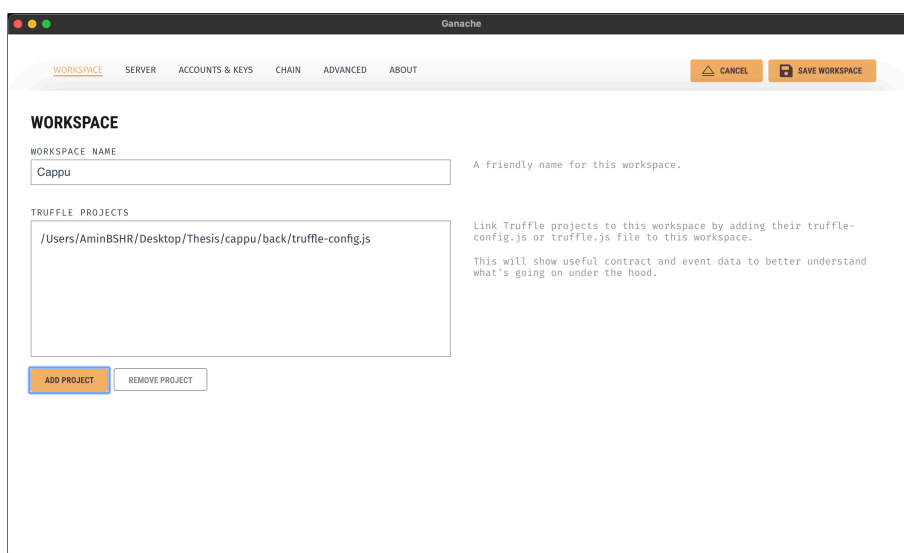 Ganache
WORKSPACE SERVER ACCOUNTS & KEYS CHAIN ADVANCED ABOUT CANCEL SAVE WORKSPACE
WORKSPACE
WORKSPACE NAME
Cappu
A friendly name for this workspace.
TRUFFLE PROJECTS
/Users/AminBSHR/Desktop/Thesis/cappu/back/truffle-config.js
Link Truffle projects to this workspace by adding their truffle-
config.js or truffle.js file to this workspace.
This will show useful contract and event data to better understand
what's going on under the hood.
ADD PROJECT REMOVE PROJECT